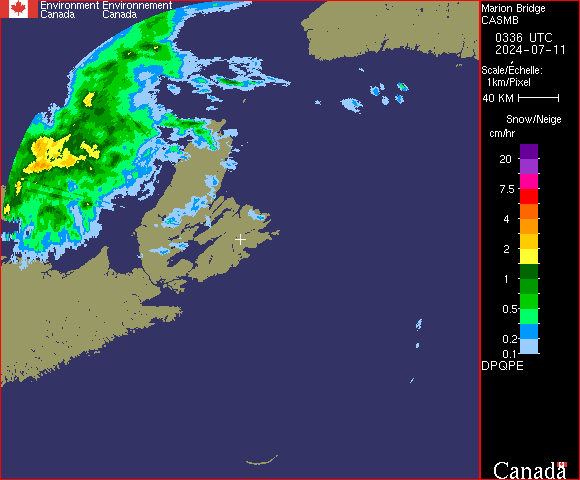 Environment Environnement
Canada Canada
Marion Bridge
CASMB
0336 UTC
2024-07-11
Scale/Échelle:
1km/Pixel
40 KM
Snow/Neige
cm/hr
20
7.5
4
2
1
0.5
0.2
0.1
DPQPE
Canada